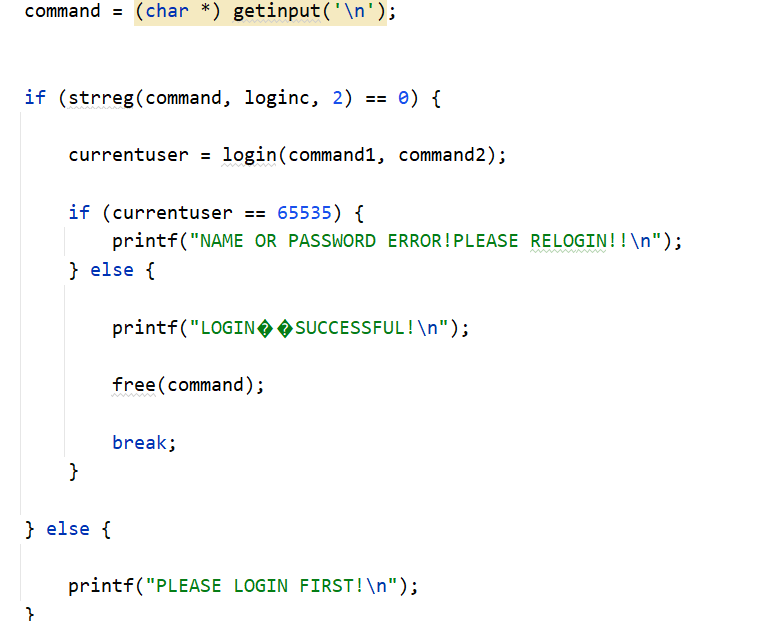 command = (char *) getinput('\n');
if (strreg(command, loginc, 2) == 0) {
currentuser = login(command1, command2);
if (currentuser == 65535) {
printf("NAME OR PASSWORD ERROR!PLEASE RELOGIN!!\n");
} else {
printf("LOGIN��SUCCESSFUL!\n");
free(command);
break;
}
} else {
printf("PLEASE LOGIN FIRST!\n");
}